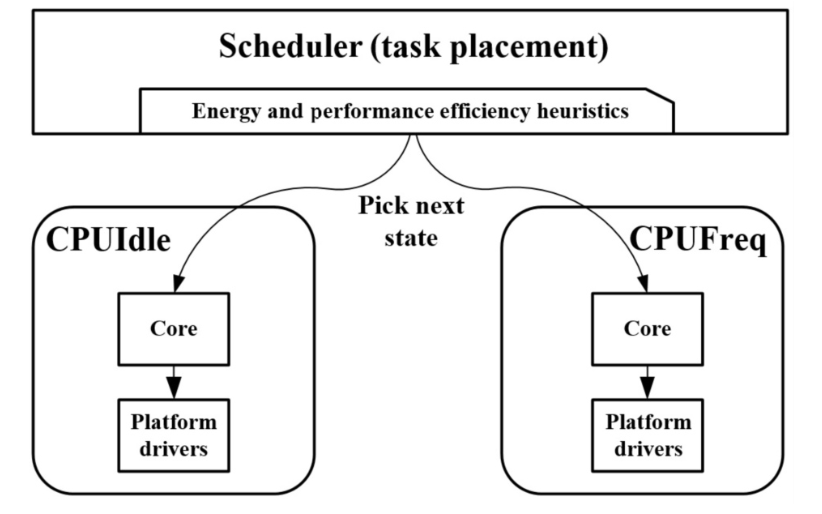 Scheduler (task placement)
Energy and performance efficiency heuristics
Pick next
state
CPUIdle
CPUFreq
Core
Core
Platform
drivers
Platform
drivers